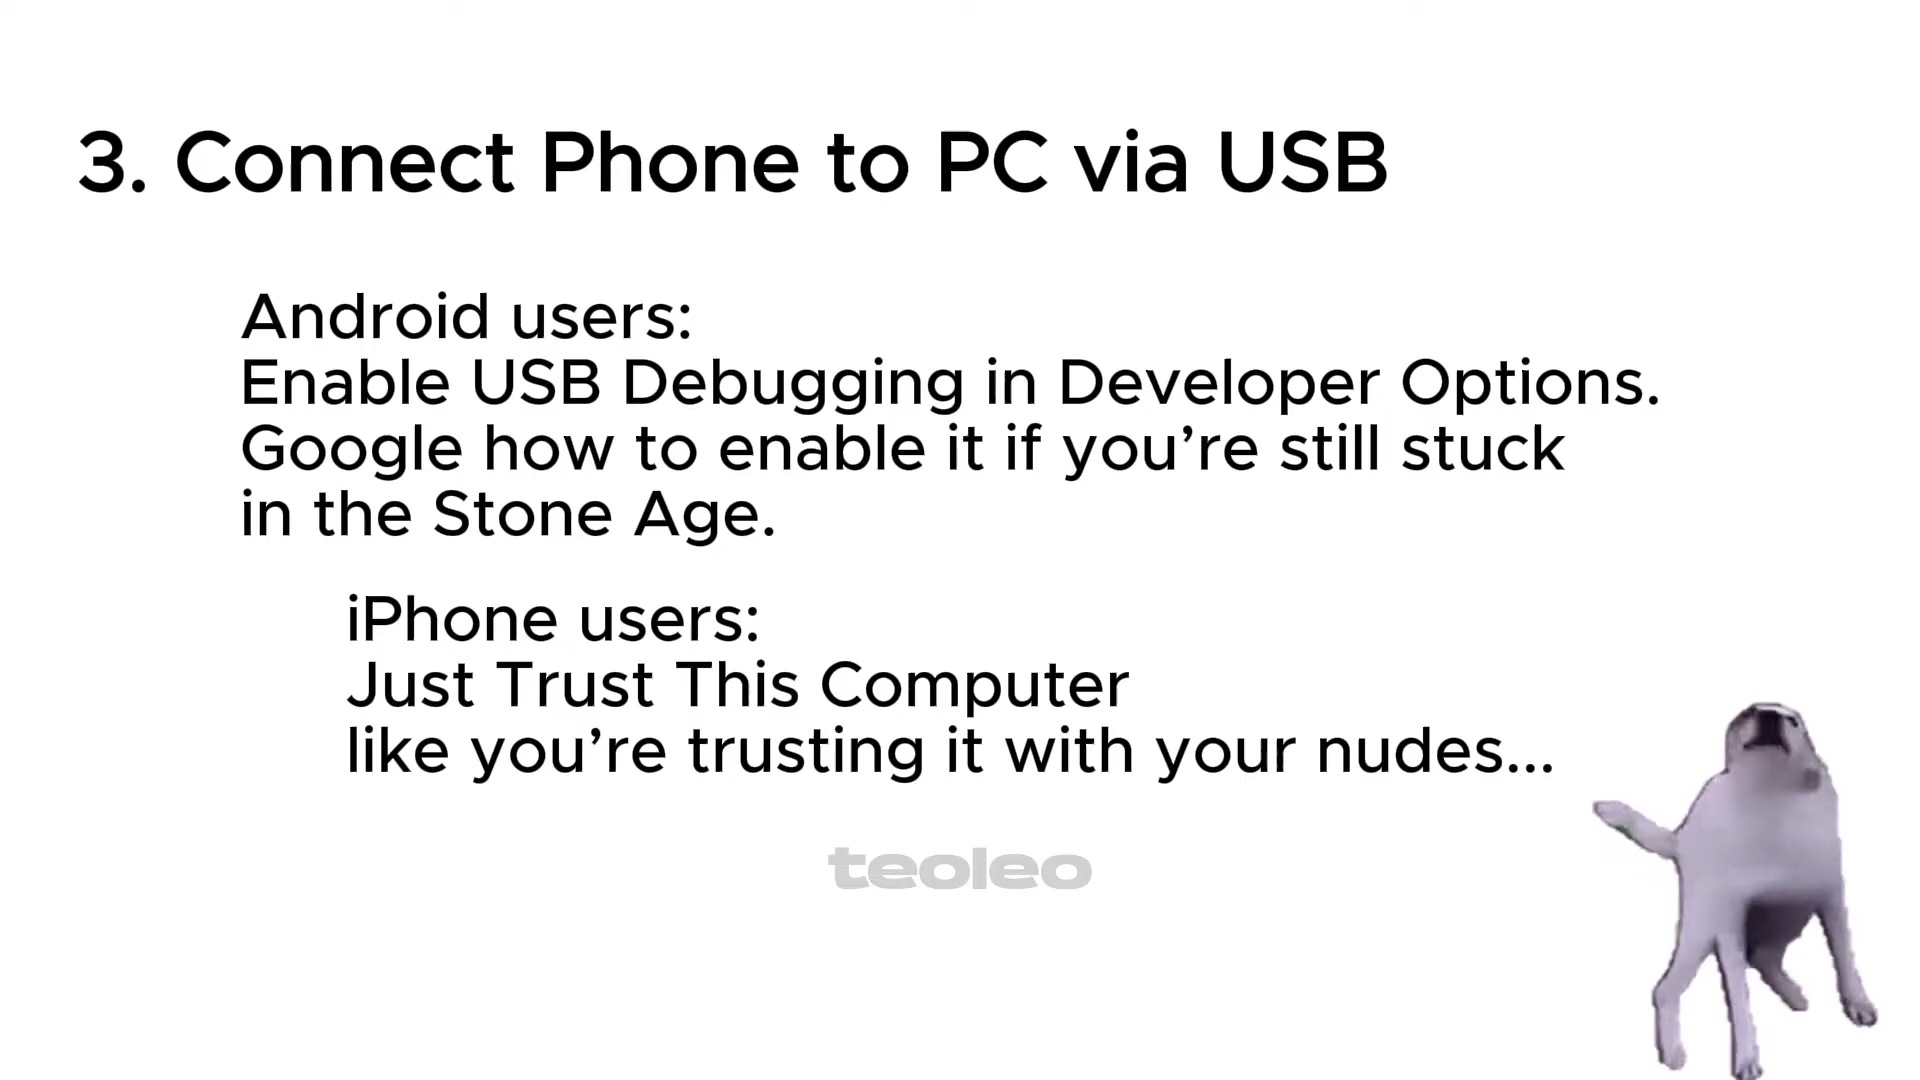 3. Connect Phone to PC via USB
Android users:
Enable USB Debugging in Developer Options.
Google how to enable it if you’re still stuck
in the Stone Age.
iPhone users:
Just Trust This Computer
like you’re trusting it with your nudes...
teoleo